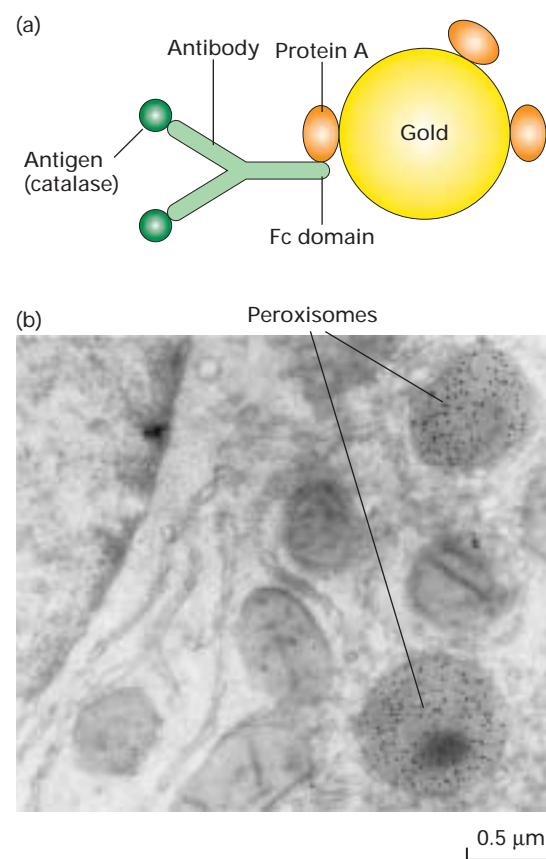 (a)
Antibody
Protein A
Gold
Antigen
(catalase)
Fc domain
(b)
Peroxisomes
0.5 μm